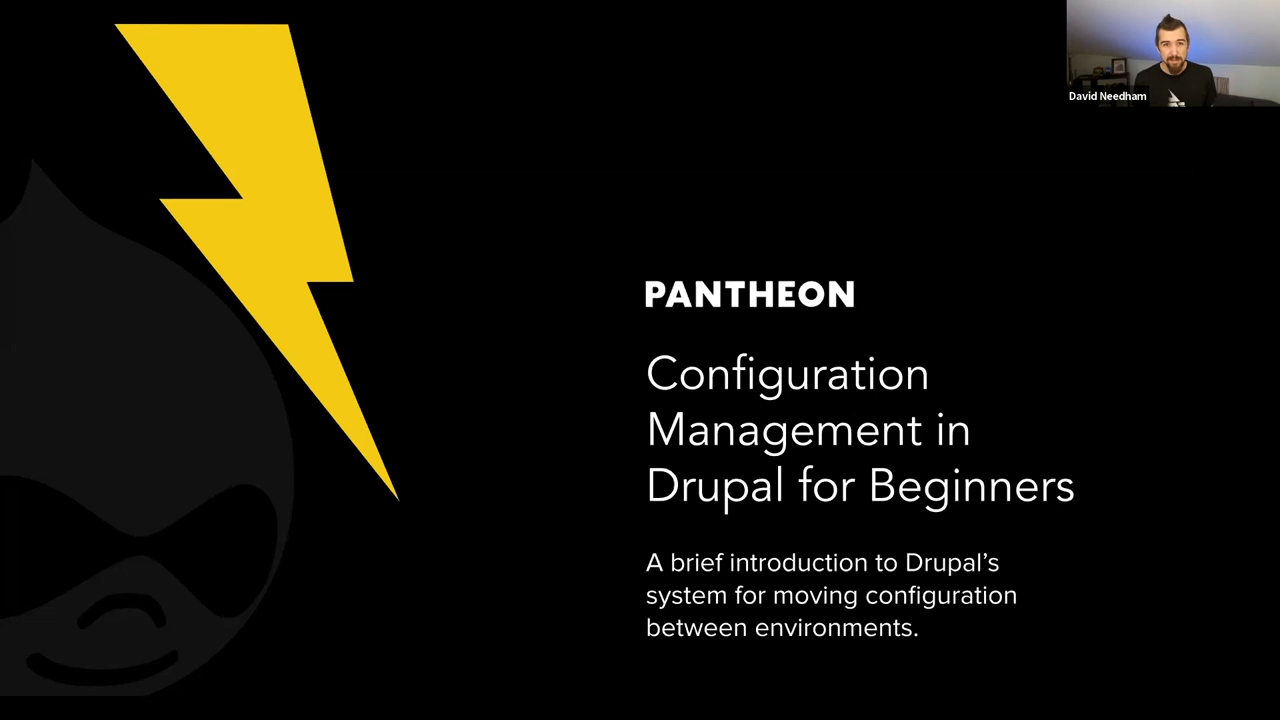 David Needham
PANTHEON
Configuration
Management in
Drupal for Beginners
A brief introduction to Drupal’s
system for moving configuration
between environments.